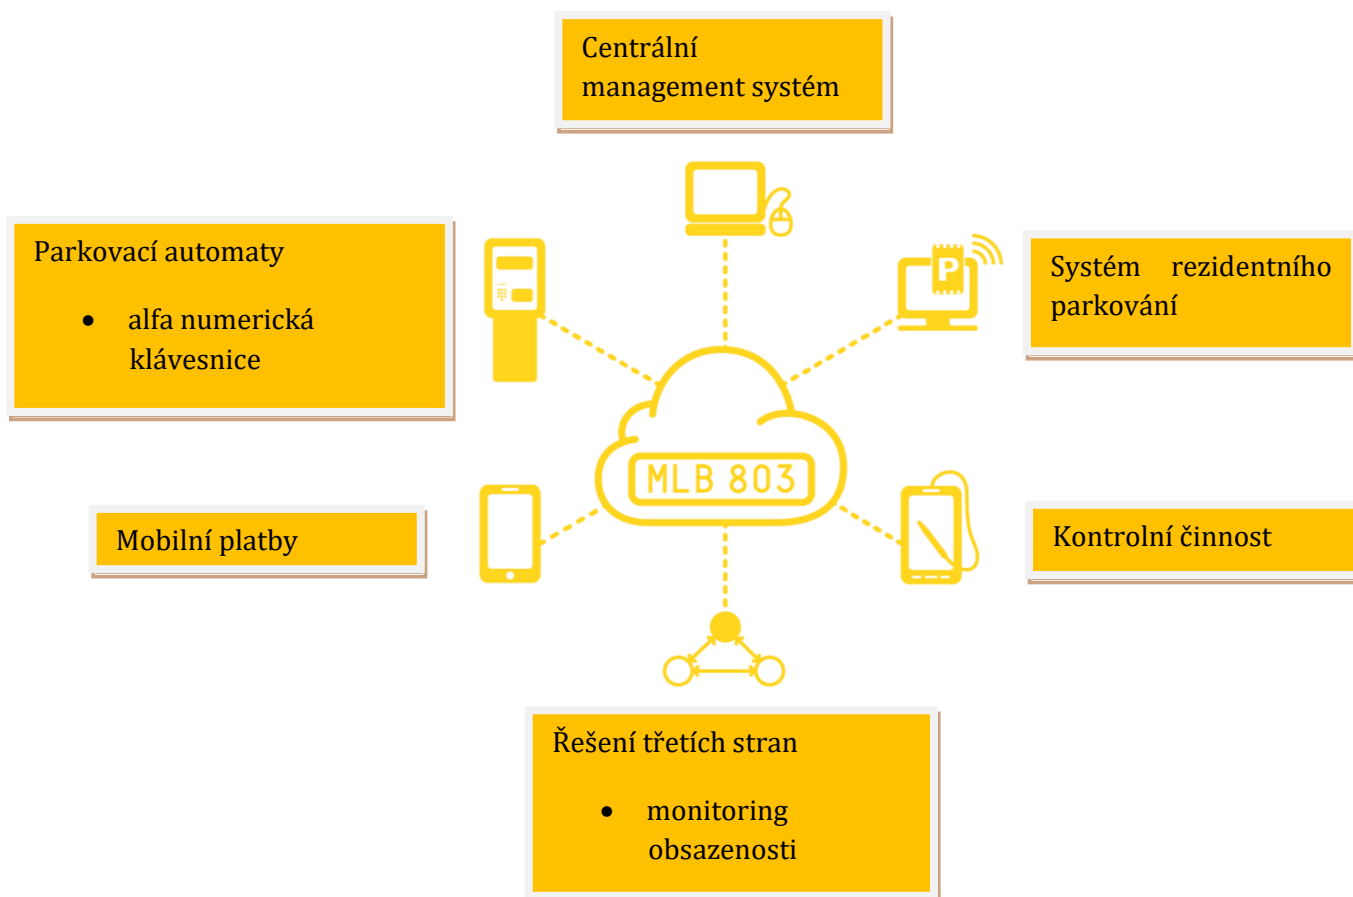 Centrální
management systém
Parkovací automaty
• alfa numerická
klávesnice
P
Systém rezidentního
parkování
MLB 803
Mobilní platby
Kontrolní činnost
Řešení třetích stran
• monitoring
obsazenosti